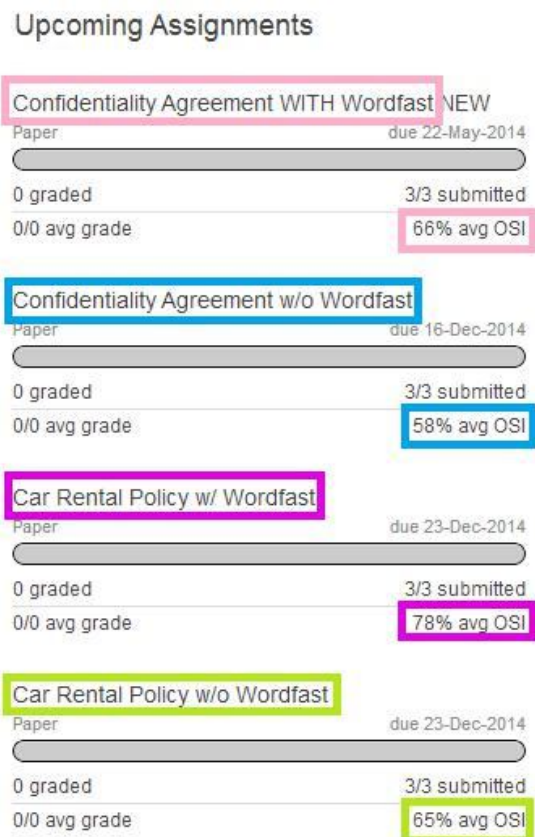 Upcoming Assignments
Confidentiality Agreement WITH Wordfast NEW
Paper due 22-May-2014
0 graded 3/3 submitted
0/0 avg grade 66% avg OSI
Confidentiality Agreement w/o Wordfast
Paper due 16-Dec-2014
0 graded 3/3 submitted
0/0 avg grade 58% avg OSI
Car Rental Policy w/ Wordfast
Paper due 23-Dec-2014
0 graded 3/3 submitted
0/0 avg grade 78% avg OSI
Car Rental Policy w/o Wordfast
Paper due 23-Dec-2014
0 graded 3/3 submitted
0/0 avg grade 65% avg OSI